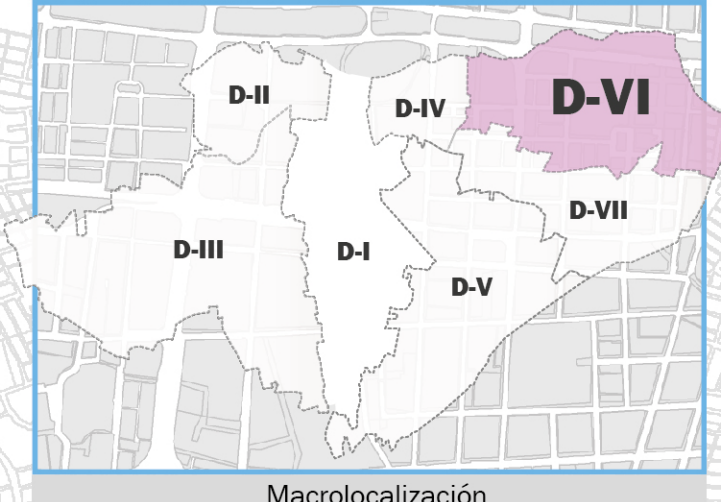 D-II
D-IV
D-VI
D-VII
D-III
D-I
D-V
Macrolocalización